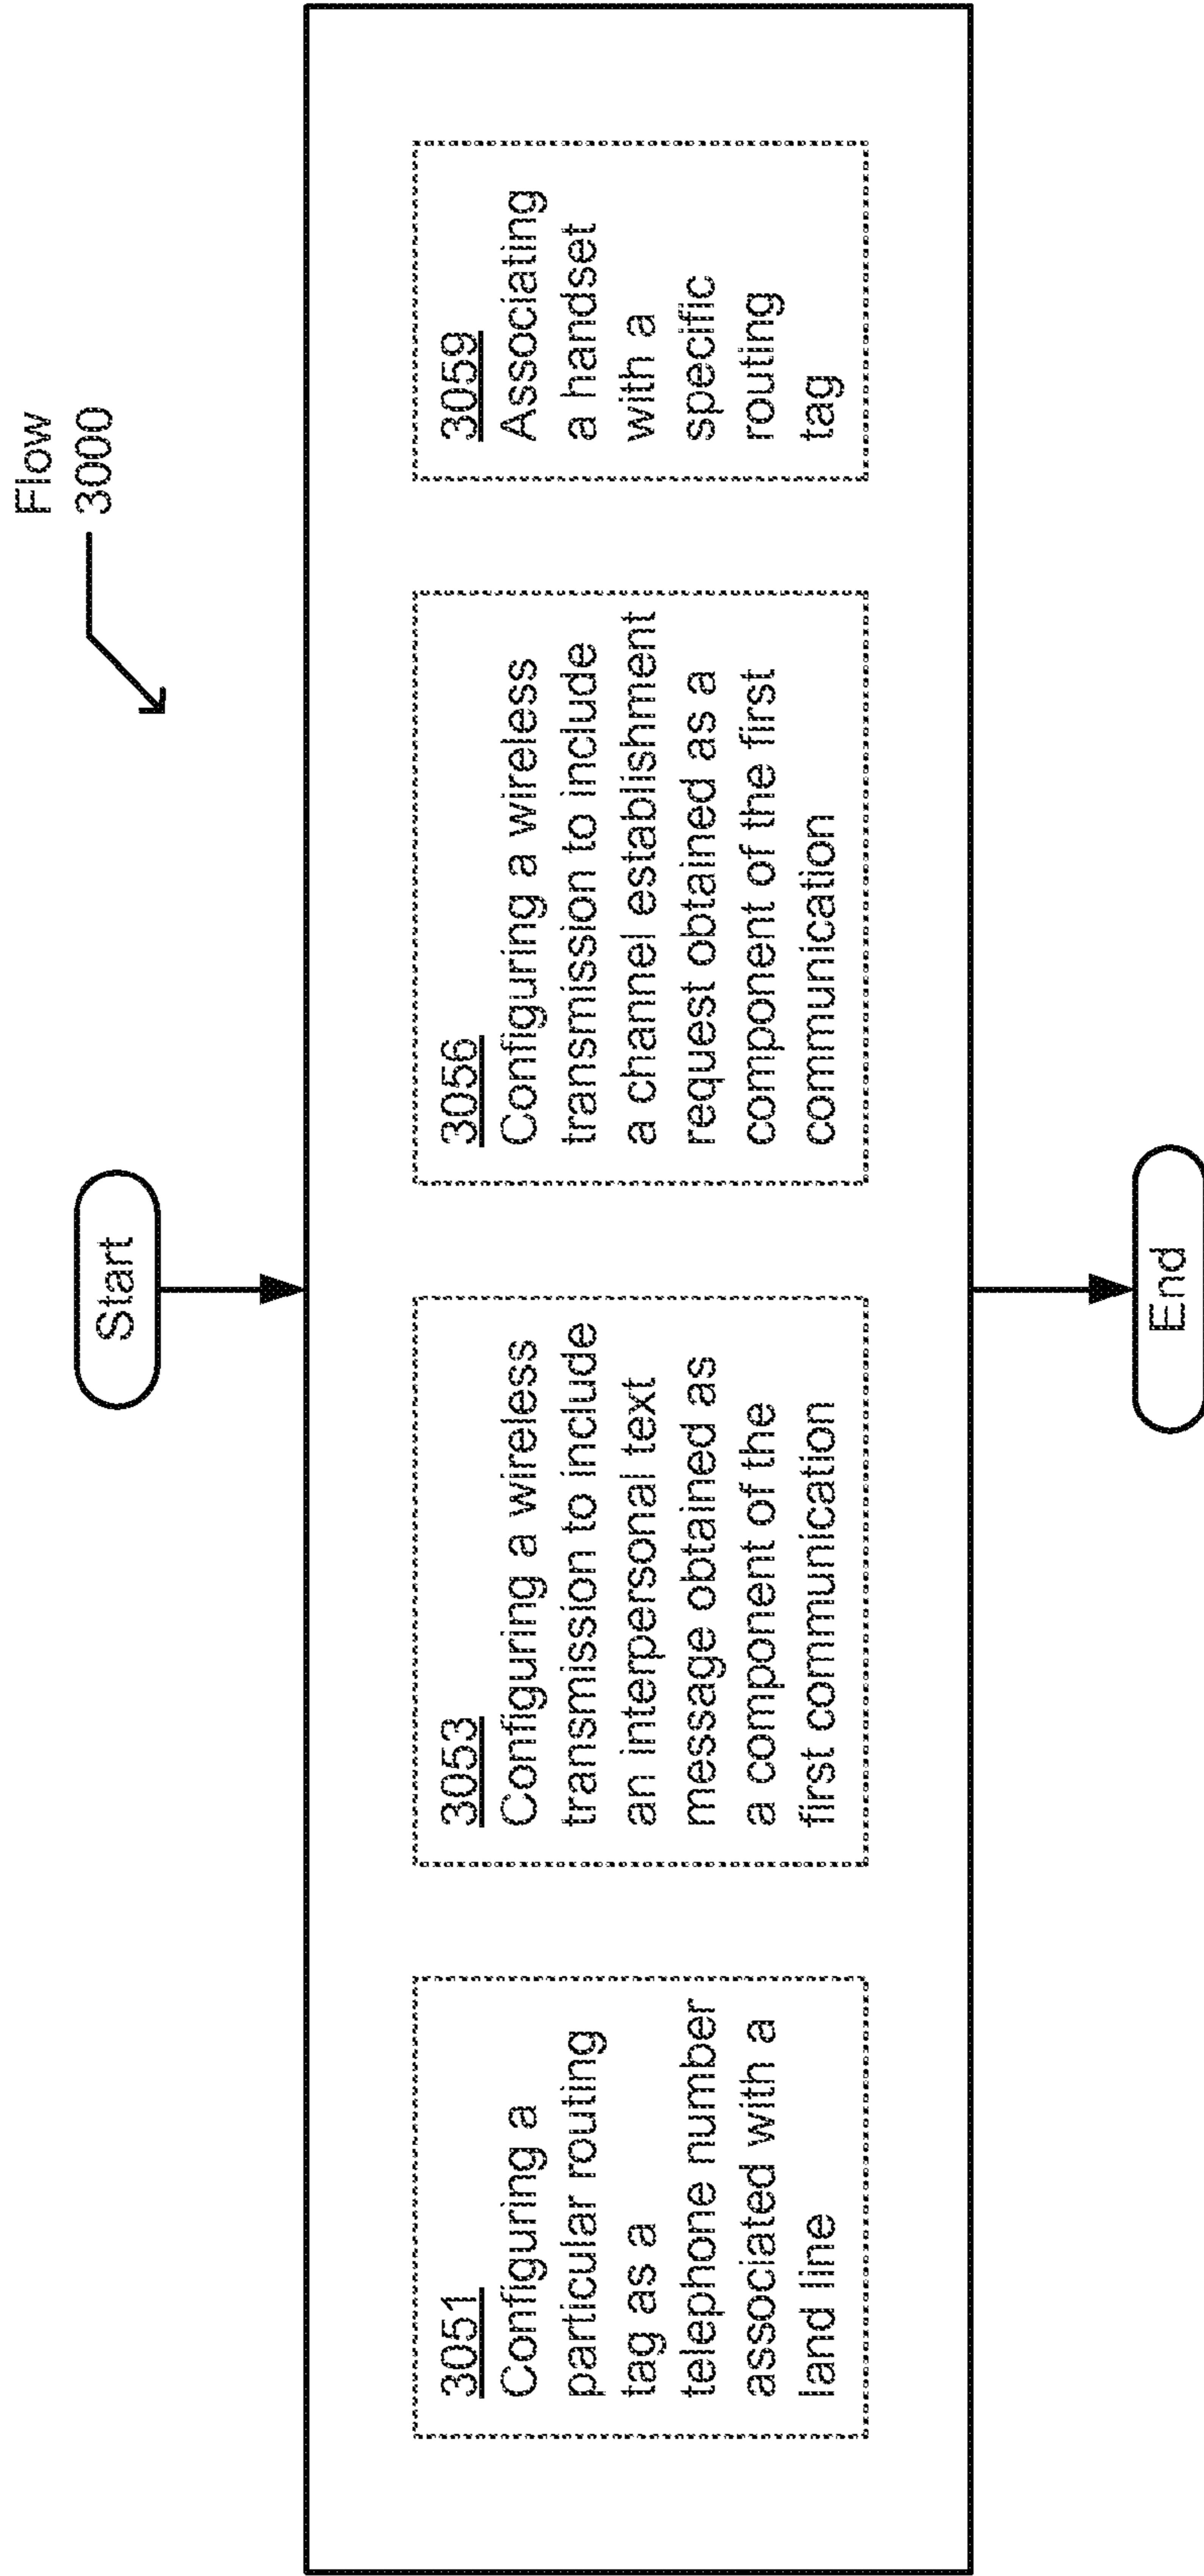 Flow
3000
Start
3051
Configuring a
particular routing
tag as a
telephone number
associated with a
land line
3053
Configuring a wireless
transmission to include
an interpersonal text
message obtained as
a component of the
first communication
3056
Configuring a wireless
transmission to include
a channel establishment
request obtained as a
component of the first
communication
3059
Associating
a handset
with a
specific
routing
tag
End